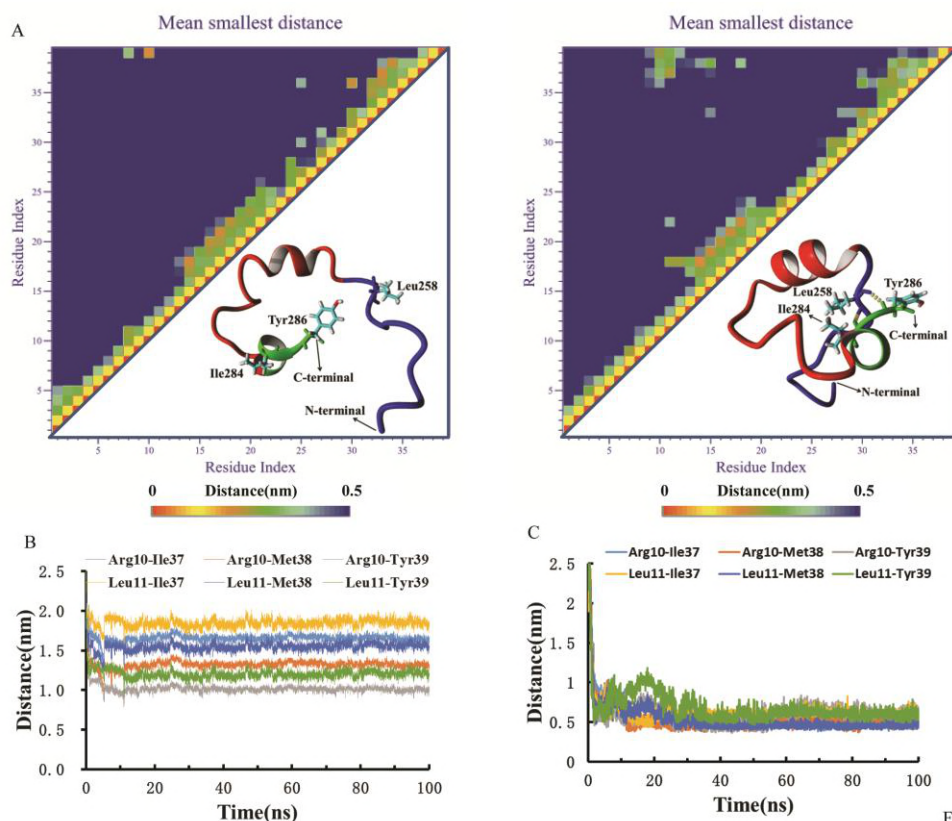 A
Mean smallest distance
Residue Index
35
30
25
20
15
10
5
5 10 15 20 25 30 35
Residue Index
Leu258
Tyr286
Ile284
C-terminal
N-terminal
0 Distance(nm) 0.5
Mean smallest distance
Residue Index
35
30
25
20
15
10
5
5 10 15 20 25 30 35
Residue Index
Leu258
Tyr286
Ile284
C-terminal
N-terminal
0 Distance(nm) 0.5
B
Arg10-Ile37 Arg10-Met38 Arg10-Tyr39
Leu11-Ile37 Leu11-Met38 Leu11-Tyr39
Distance(nm)
2.5
2.0
1.5
1.0
0.0
0 20 40 60 80 100
Time(ns)
C
Arg10-Ile37 Arg10-Met38 Arg10-Tyr39
Leu11-Ile37 Leu11-Met38 Leu11-Tyr39
Distance(nm)
2.5
2
1.5
1
0.5
0
0 20 40 60 80 100
Time(ns)